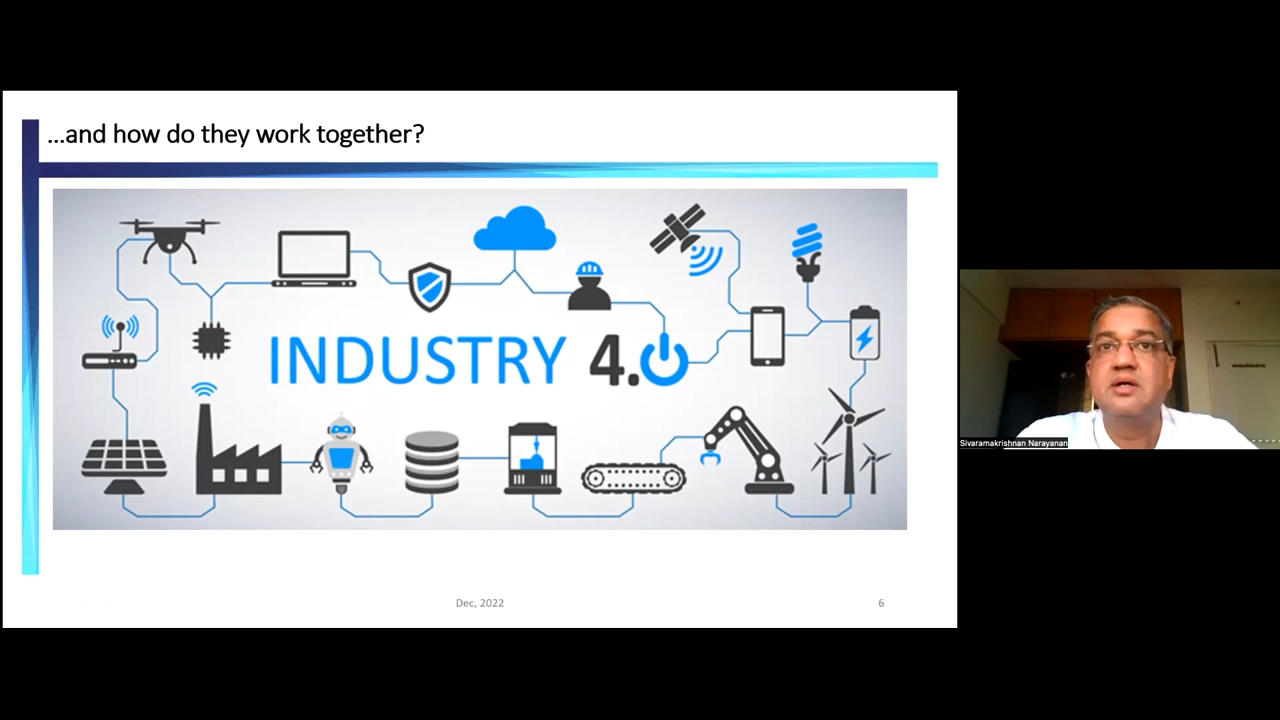 ...and how do they work together?
INDUSTRY 4.0
Sivaramakrishnan Narayanan
Dec, 2022
6